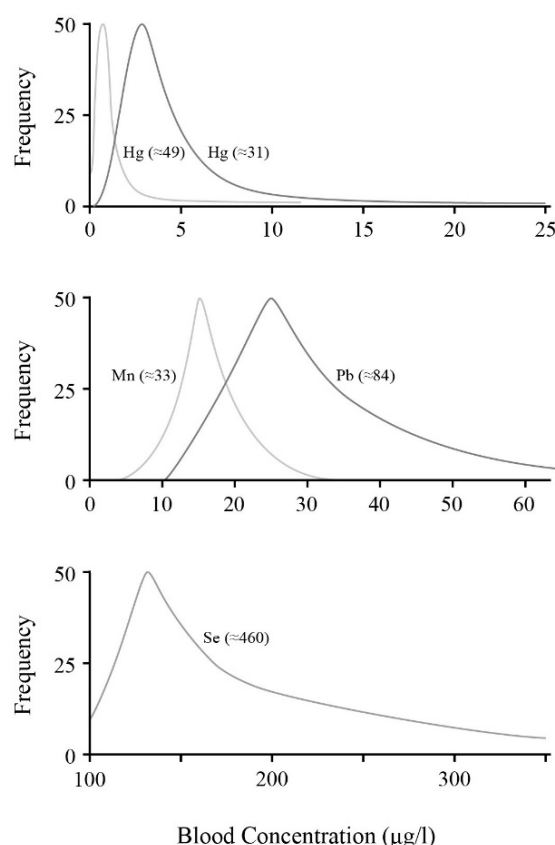 50
Frequency
25
Hg (≈49)
Hg (≈31)
0
0
5
10
15
20
25
50
Frequency
Mn (≈33)
Pb (≈84)
25
0
0
10
20
30
40
50
60
50
Frequency
Se (≈460)
25
0
100
200
300
Blood Concentration (µg/l)